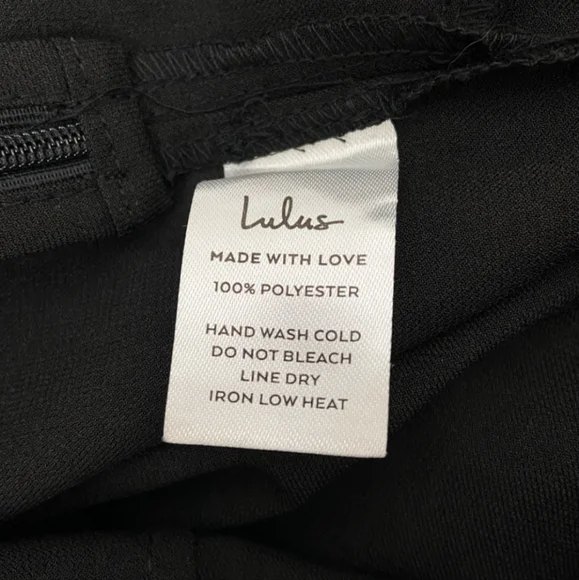 Lulus
MADE WITH LOVE
100% POLYESTER
HAND WASH COLD
DO NOT BLEACH
LINE DRY
IRON LOW HEAT